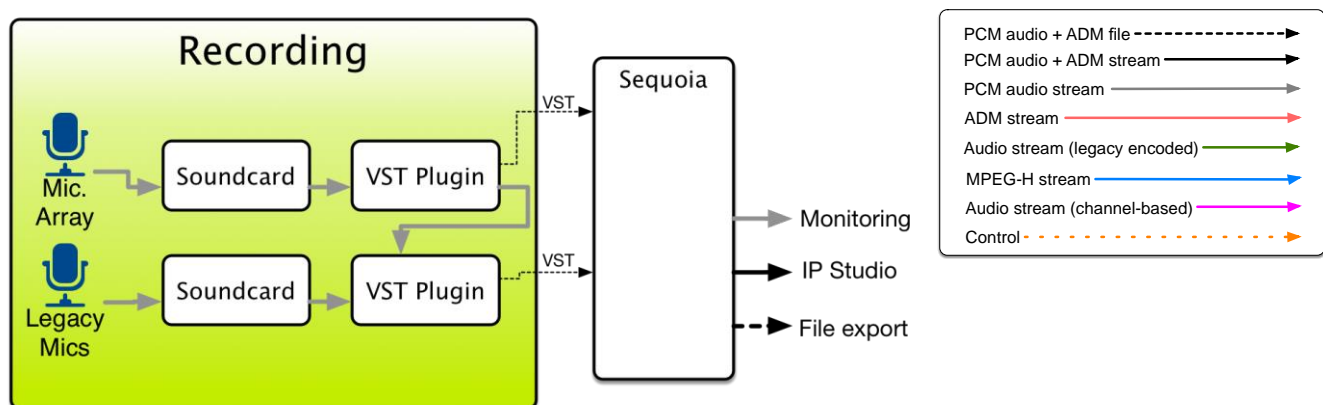 Recording
Mic.
Array
Soundcard
VST Plugin
VST
Legacy
Mics
Soundcard
VST Plugin
VST
Sequoia
Monitoring
IP Studio
File export
PCM audio + ADM file
PCM audio + ADM stream
PCM audio stream
ADM stream
Audio stream (legacy encoded)
MPEG-H stream
Audio stream (channel-based)
Control